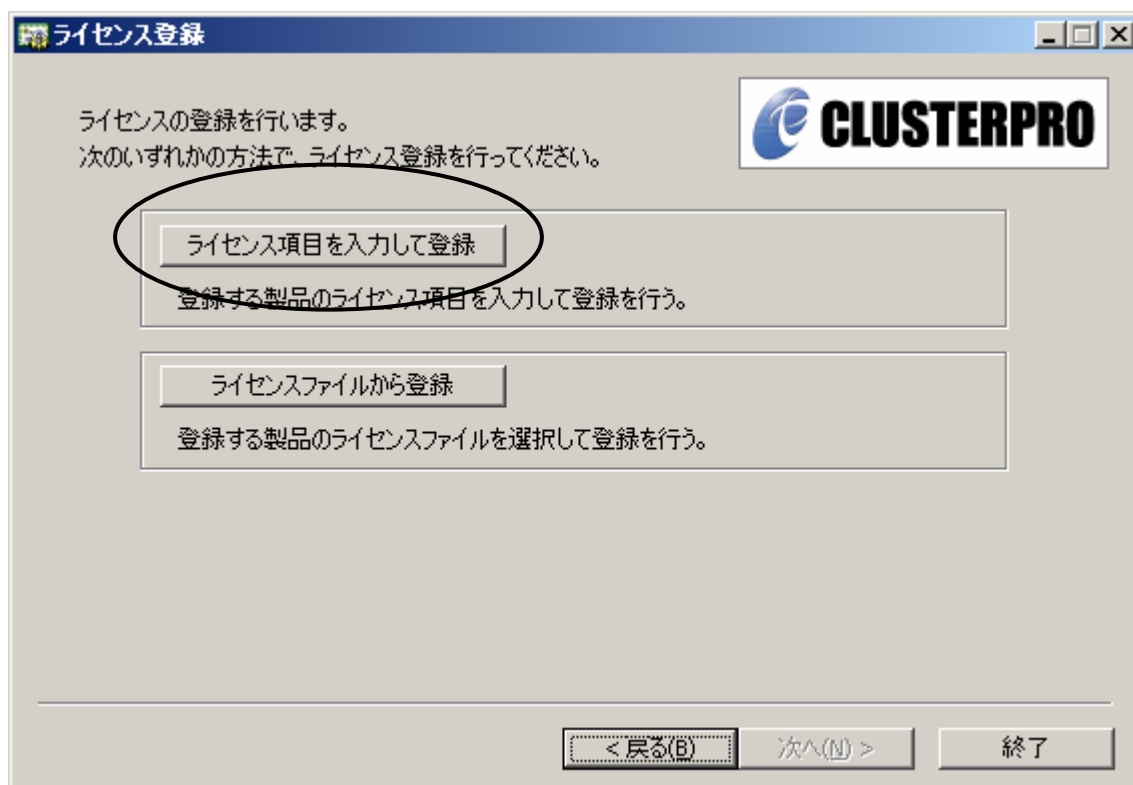 ライセンス登録
ライセンスの登録を行います。
次のいずれかの方法で、ライセンス登録を行ってください。
CLUSTERPRO
ライセンス項目を入力して登録
登録する製品のライセンス項目を入力して登録を行う。
ライセンスファイルから登録
登録する製品のライセンスファイルを選択して登録を行う。
< 戻る(B)
次へ(N) >
終了